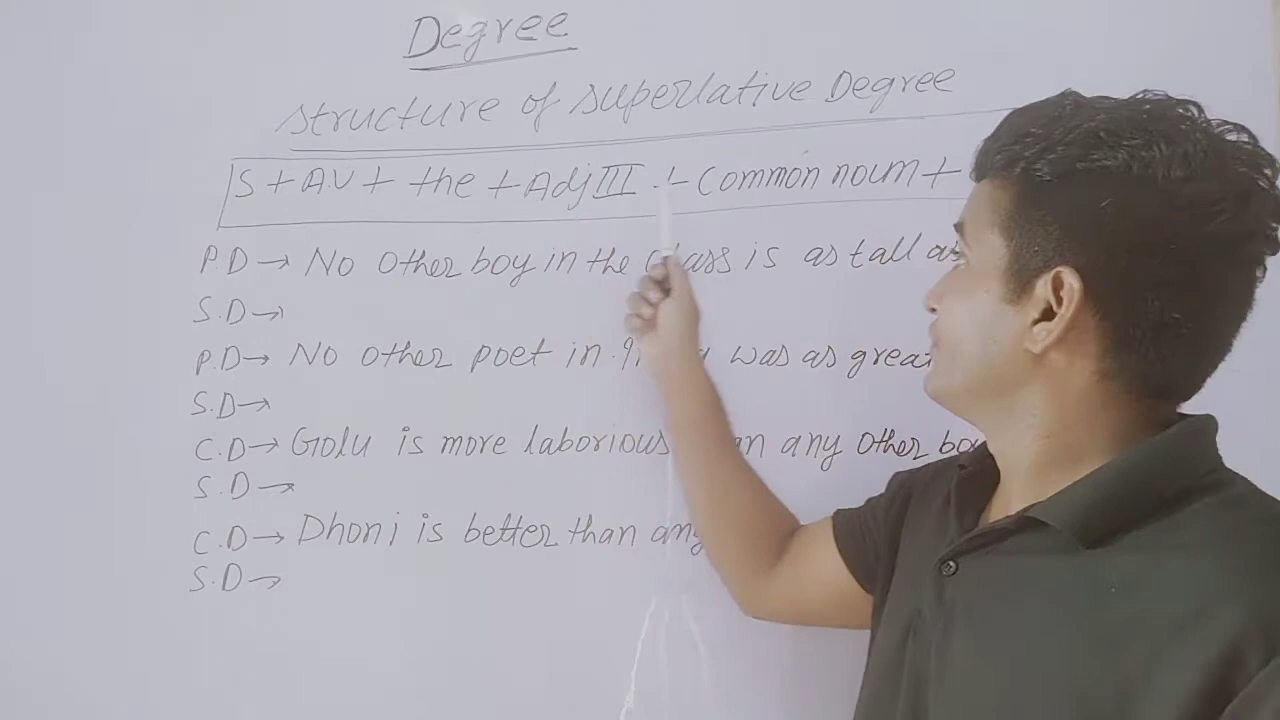 Degree
Structure of Superlative Degree
S + A.V + the + Adj III + Common noun +
P.D → No other boy in the class is as tall as
S.D →
P.D → No other poet in was as great
S.D →
C.D → Golu is more laborious any other boy
S.D →
C.D → Dhoni is better than any
S.D →